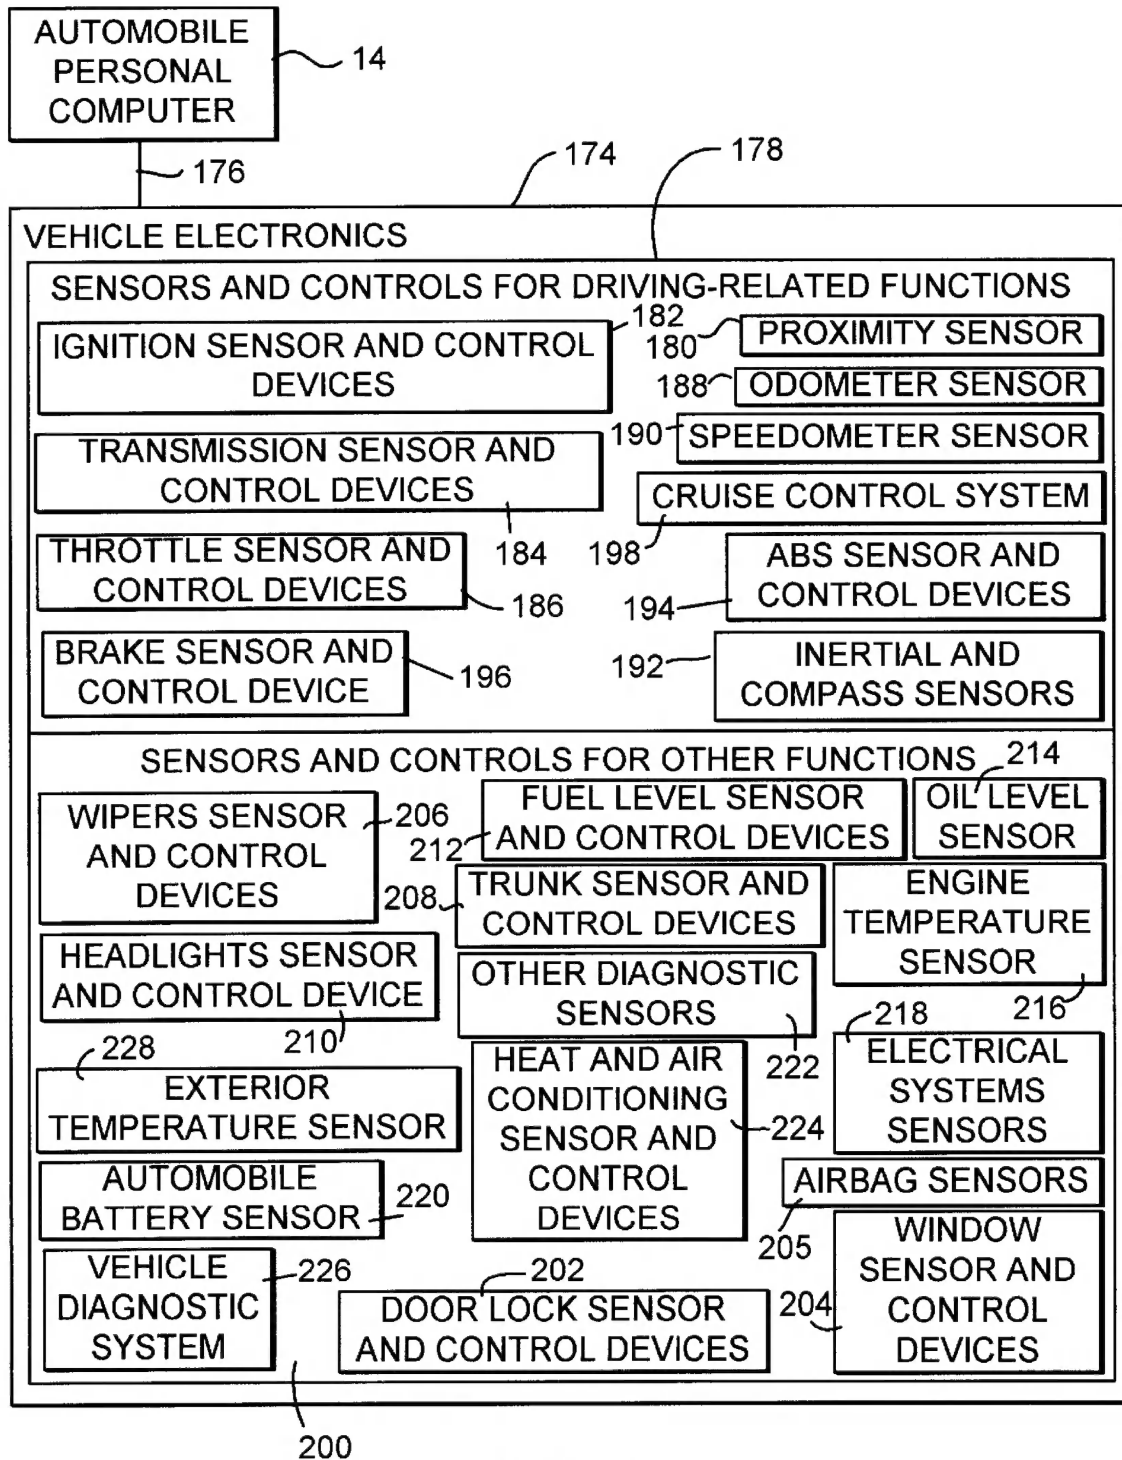 AUTOMOBILE
PERSONAL
COMPUTER
14
176
174
178
VEHICLE ELECTRONICS
SENSORS AND CONTROLS FOR DRIVING-RELATED FUNCTIONS
IGNITION SENSOR AND CONTROL
DEVICES
182
180
PROXIMITY SENSOR
188
ODOMETER SENSOR
190
SPEEDOMETER SENSOR
TRANSMISSION SENSOR AND
CONTROL DEVICES
184
CRUISE CONTROL SYSTEM
198
THROTTLE SENSOR AND
CONTROL DEVICES
186
ABS SENSOR AND
CONTROL DEVICES
194
BRAKE SENSOR AND
CONTROL DEVICE
196
192
INERTIAL AND
COMPASS SENSORS
SENSORS AND CONTROLS FOR OTHER FUNCTIONS
214
WIPERS SENSOR
AND CONTROL
DEVICES
206
FUEL LEVEL SENSOR
AND CONTROL DEVICES
212
OIL LEVEL
SENSOR
208
TRUNK SENSOR AND
CONTROL DEVICES
ENGINE
TEMPERATURE
SENSOR
216
HEADLIGHTS SENSOR
AND CONTROL DEVICE
210
OTHER DIAGNOSTIC
SENSORS
222
218
ELECTRICAL
SYSTEMS
SENSORS
228
EXTERIOR
TEMPERATURE SENSOR
HEAT AND AIR
CONDITIONING
SENSOR AND
CONTROL
DEVICES
224
AUTOMOBILE
BATTERY SENSOR
220
AIRBAG SENSORS
205
VEHICLE
DIAGNOSTIC
SYSTEM
226
202
DOOR LOCK SENSOR
AND CONTROL DEVICES
WINDOW
SENSOR AND
CONTROL
DEVICES
204
200